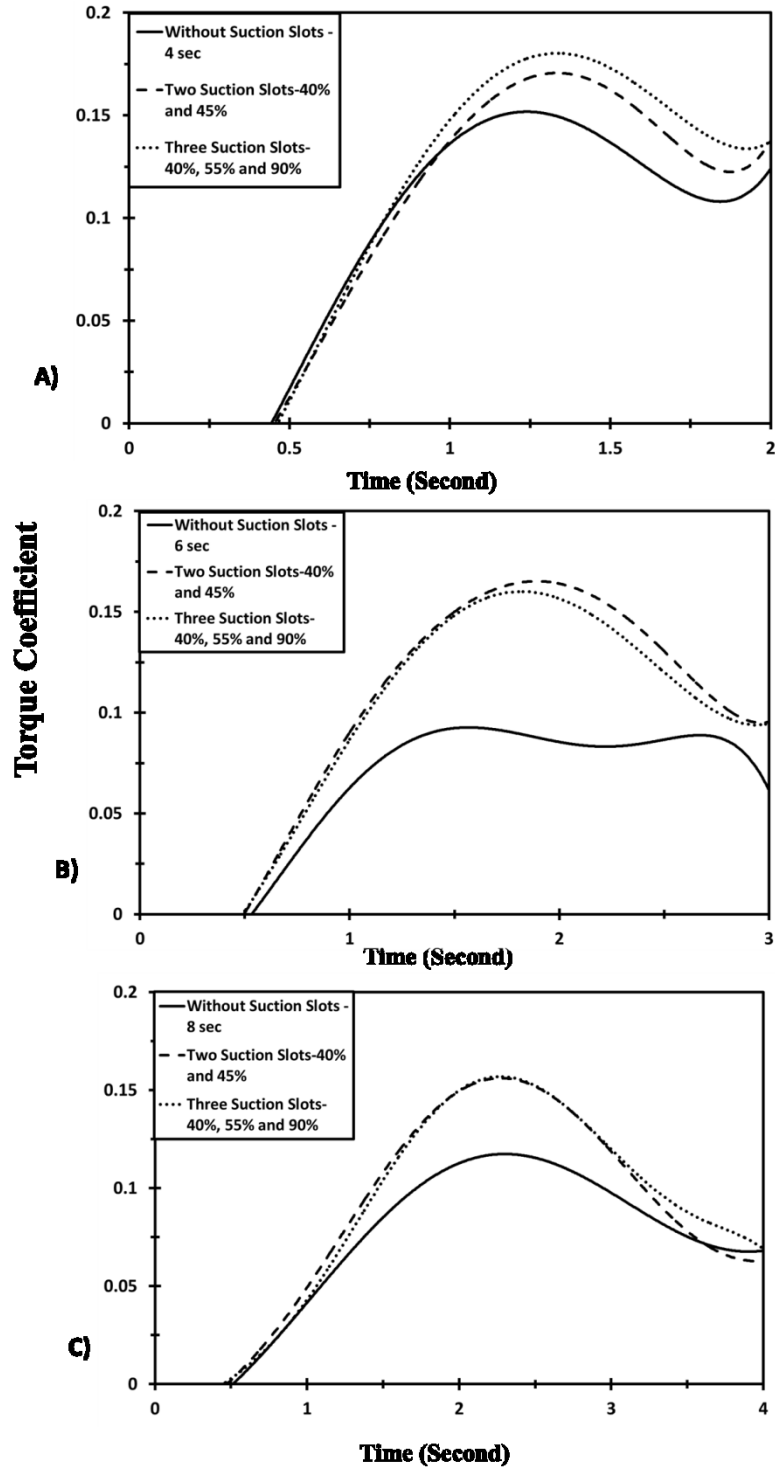 0.2
Without Suction Slots -
4 sec
Two Suction Slots-40%
and 45%
Three Suction Slots-
40%, 55% and 90%
0.15
0.1
0.05
0
A)
0 0.5 1 1.5 2
Time (Second)
Torque Coefficient
0.2
Without Suction Slots -
6 sec
Two Suction Slots-40%
and 45%
Three Suction Slots-
40%, 55% and 90%
0.15
0.1
0.05
0
B)
0 1 2 3
Time (Second)
0.2
Without Suction Slots -
8 sec
Two Suction Slots-40%
and 45%
Three Suction Slots-
40%, 55% and 90%
0.15
0.1
0.05
0
C)
0 1 2 3 4
Time (Second)